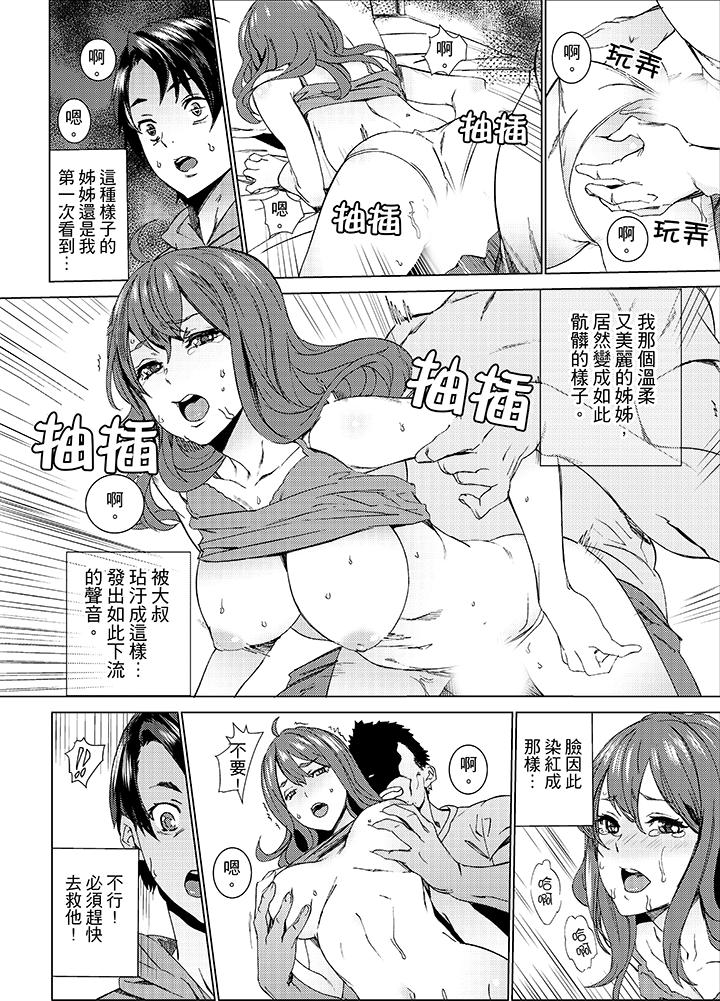 啊。
玩弄
啊。
玩弄
啊。
抽插
嗯。
抽插
啊。
嗯。
這種樣子的
姊姊還是我
第一次看到…
我那個溫柔
又美麗的姊姊，
居然變成如此
骯髒的樣子。
抽插
抽插
啊。
被大叔
玷汙成這樣…
發出如此下流
的聲音。
臉因此
染紅成
那樣…
哈啊
哈啊
啊。
不要！
嗯。
!!
不行！
必須趕快
去救他！